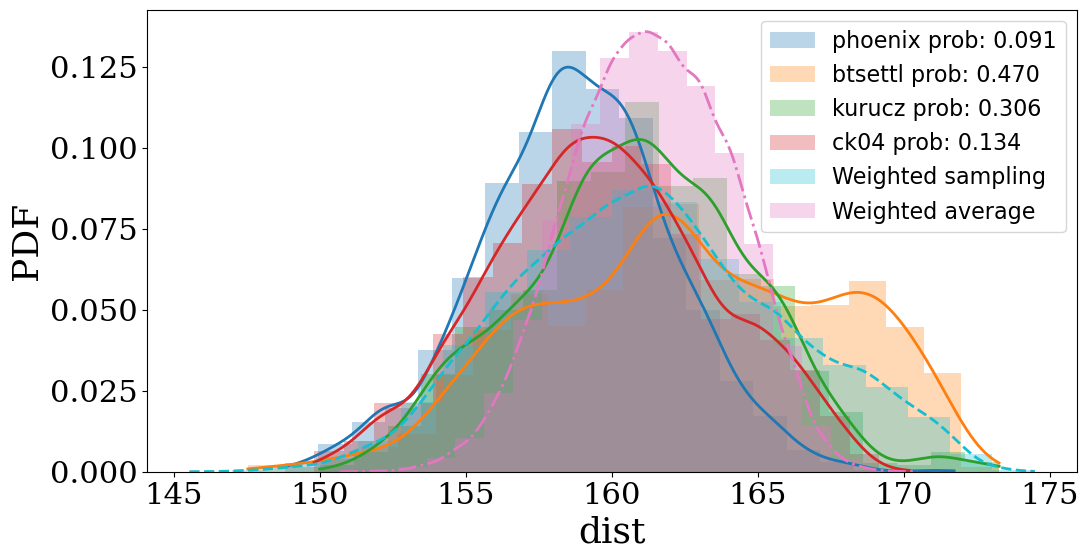 phoenix prob: 0.091
btsettl prob: 0.470
kurucz prob: 0.306
ck04 prob: 0.134
Weighted sampling
Weighted average
PDF
0.125
0.100
0.075
0.050
0.025
0.000
145 150 155 160 165 170 175
dist